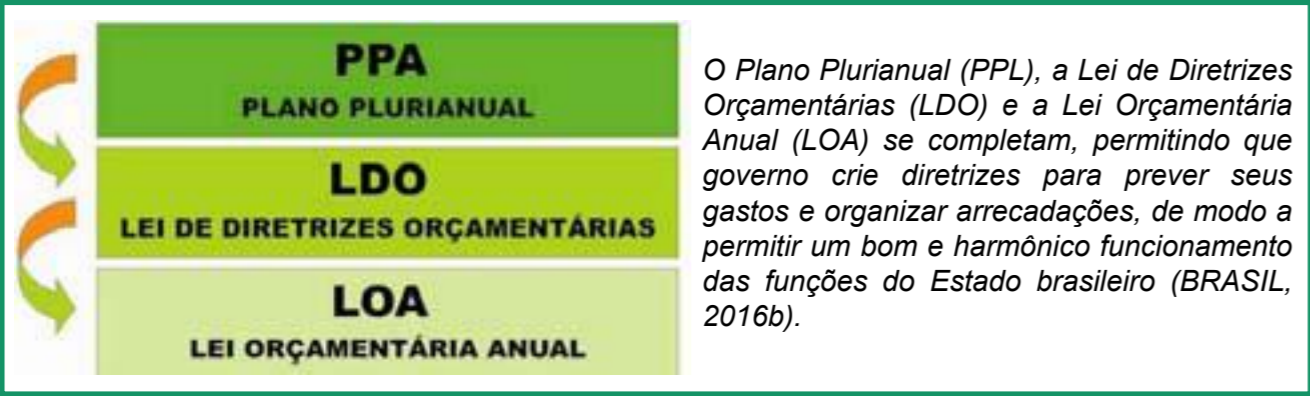 PPA
PLANO PLURIANUAL
LDO
LEI DE DIRETRIZES ORÇAMENTÁRIAS
LOA
LEI ORÇAMENTÁRIA ANUAL
O Plano Plurianual (PPL), a Lei de Diretrizes
Orçamentárias (LDO) e a Lei Orçamentária
Anual (LOA) se completam, permitindo que
governo crie diretrizes para prever seus
gastos e organizar arrecadações, de modo a
permitir um bom e harmônico funcionamento
das funções do Estado brasileiro (BRASIL,
2016b).